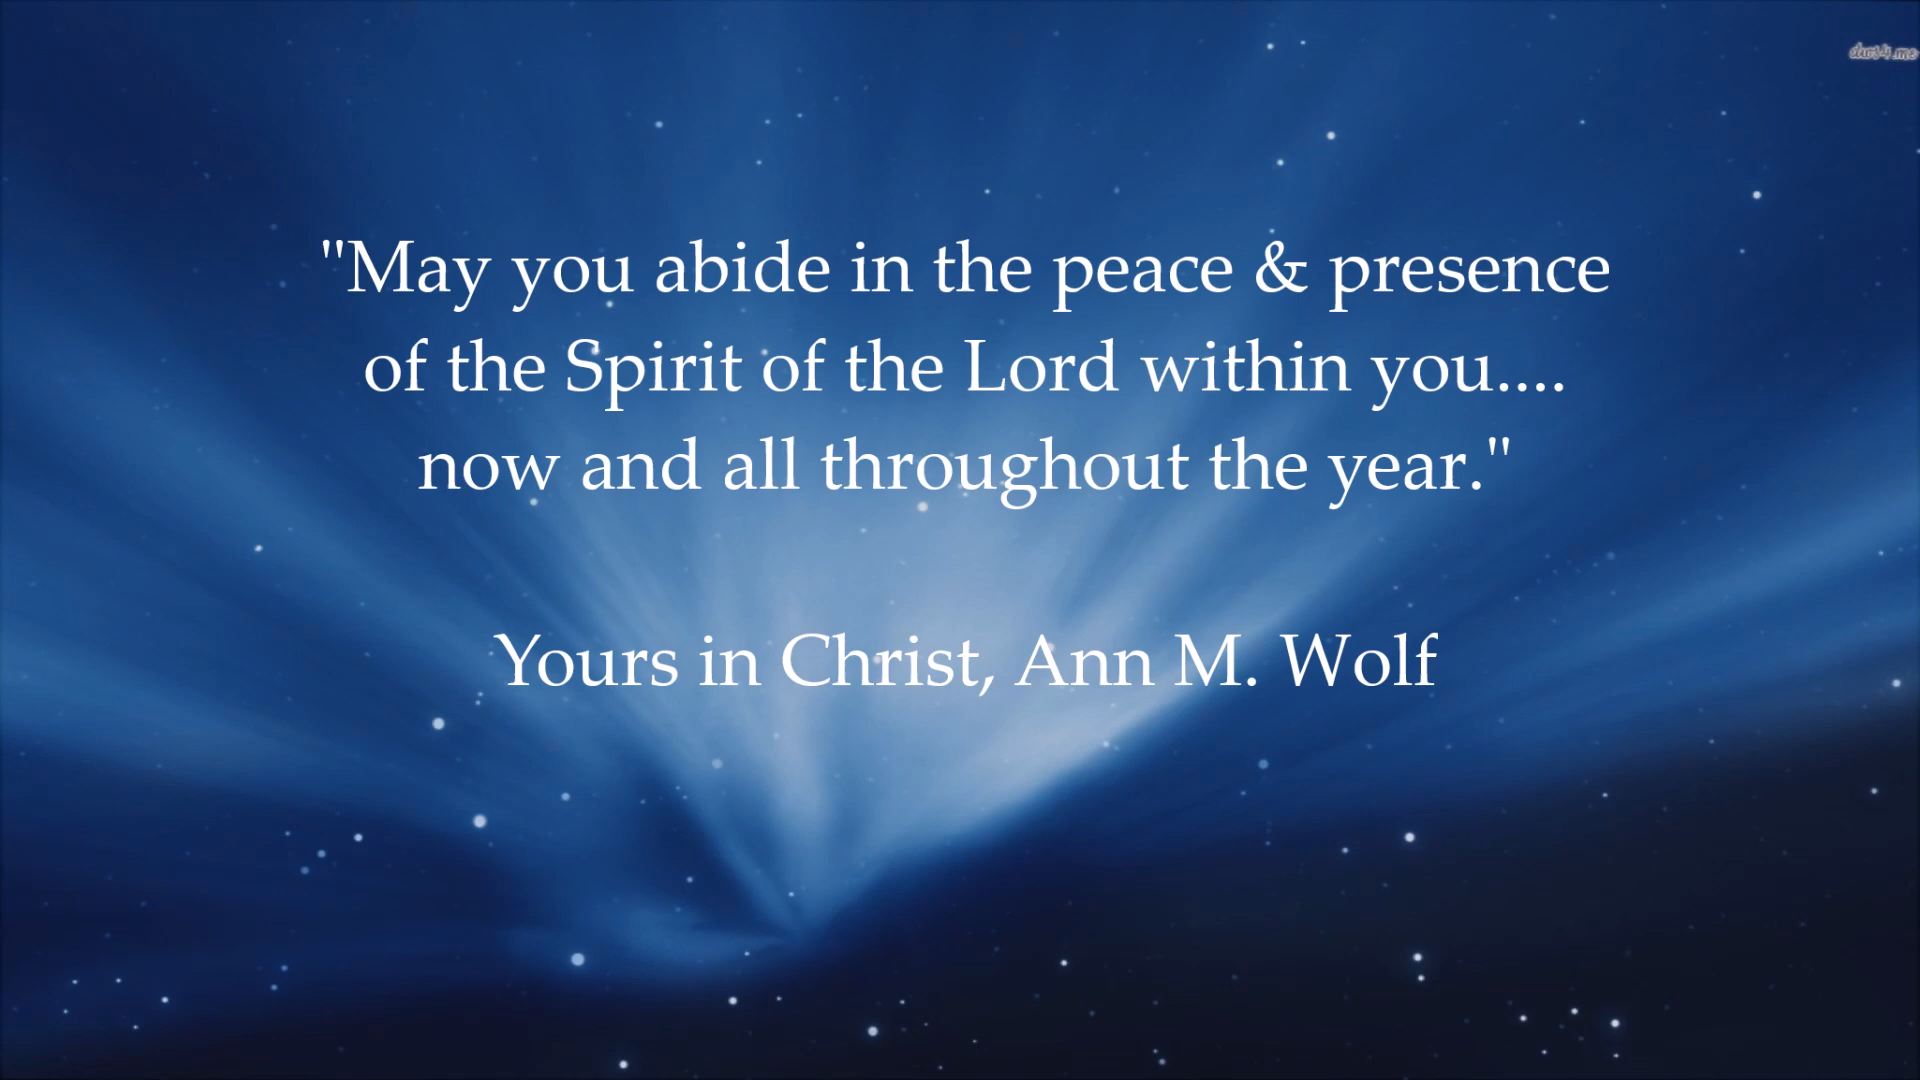 "May you abide in the peace & presence
of the Spirit of the Lord within you....
now and all throughout the year."
Yours in Christ, Ann M. Wolf